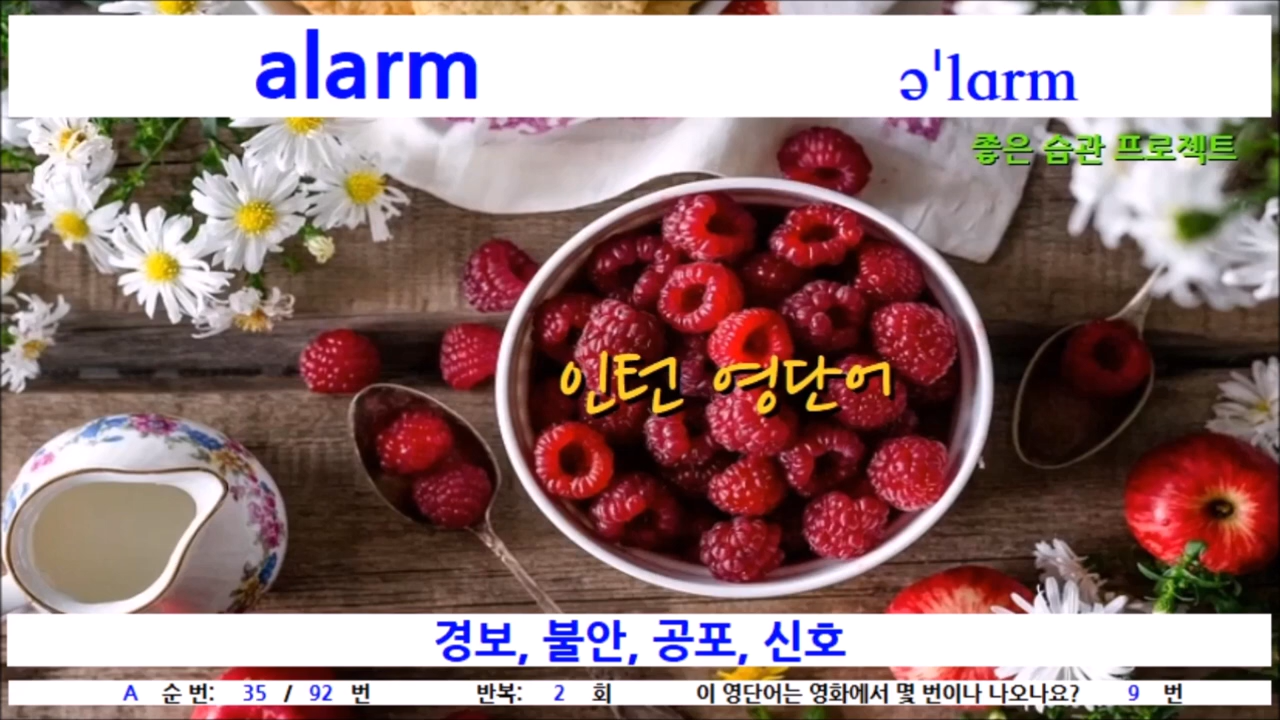 alarm ə'lɑrm
좋은 습관 프로젝트
인턴 영단어
경보, 불안, 공포, 신호
A 순 번: 35 / 92 번 반복: 2 회 이 영단어는 영화에서 몇 번이나 나오나요? 9 번